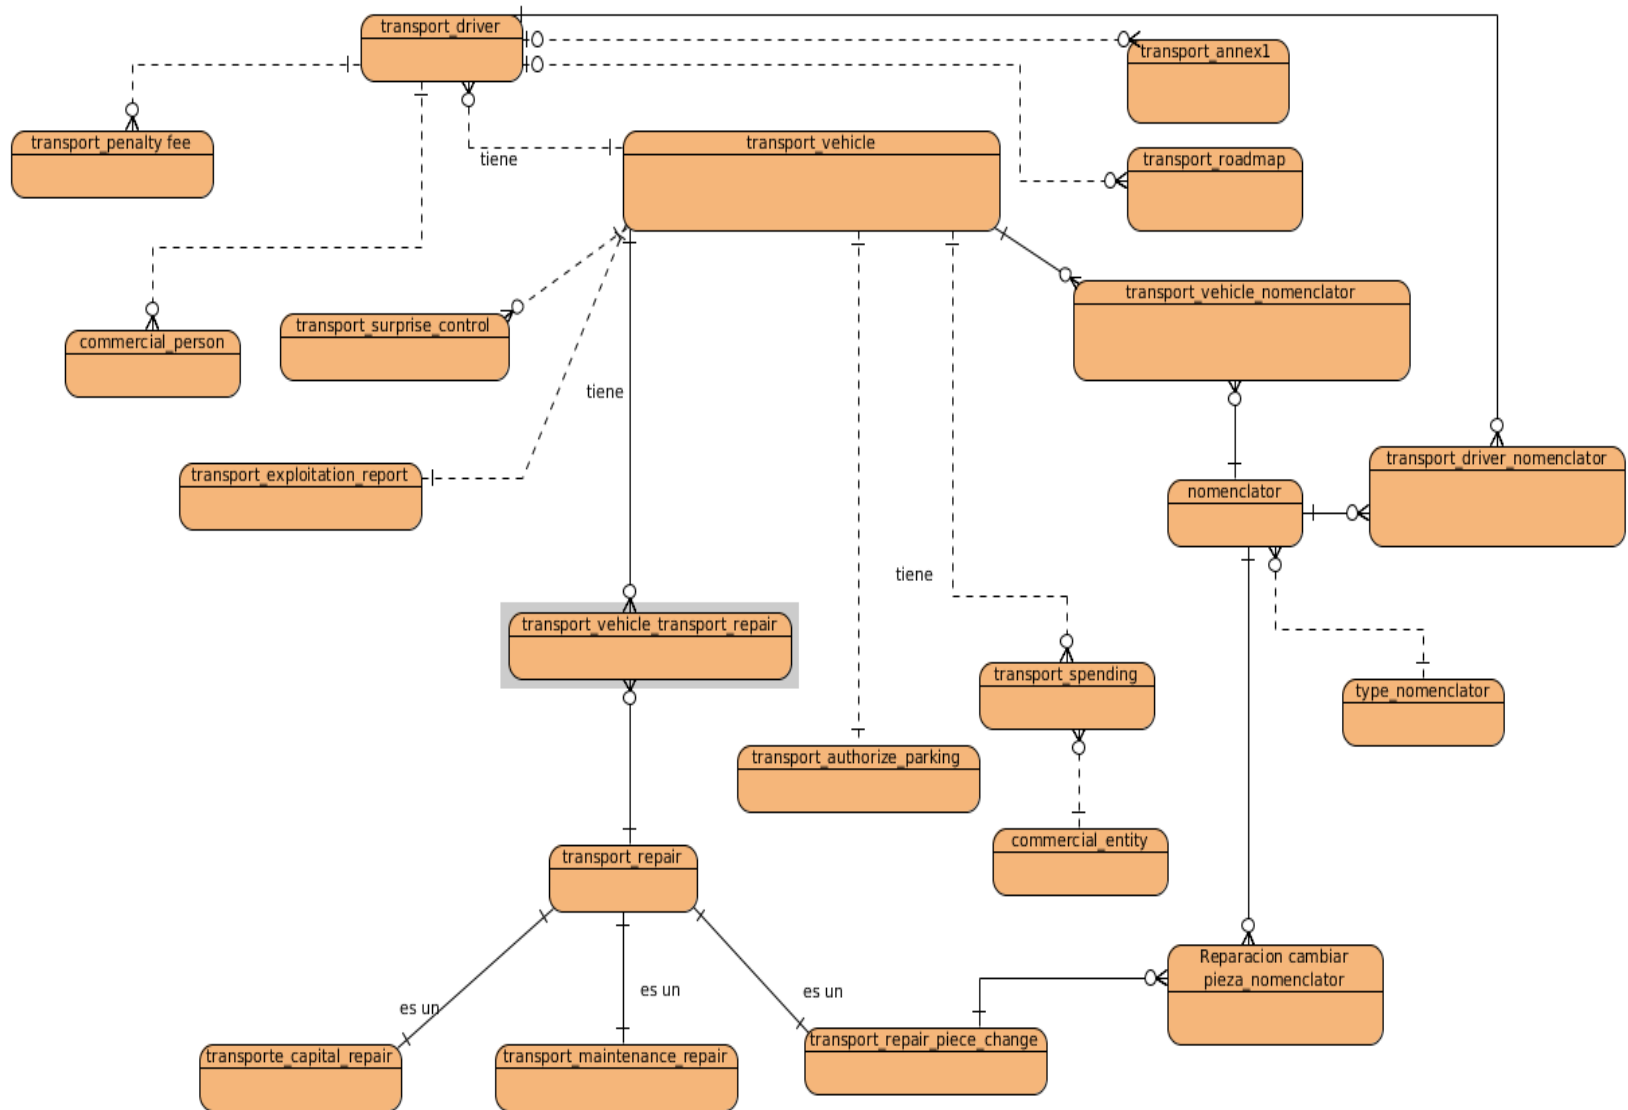 transport_driver
transport_annex1
transport_penalty fee
transport_vehicle
tiene
transport_roadmap
transport_vehicle_nomenclator
transport_surprise_control
commercial_person
tiene
transport_driver_nomenclator
transport_exploitation_report
nomenclator
tiene
transport_vehicle_transport_repair
transport_spending
type_nomenclator
transport_authorize_parking
commercial_entity
transport_repair
Reparacion cambiar
pieza_nomenclator
es un
es un
es un
transport_repair_piece_change
transporte_capital_repair
transport_maintenance_repair